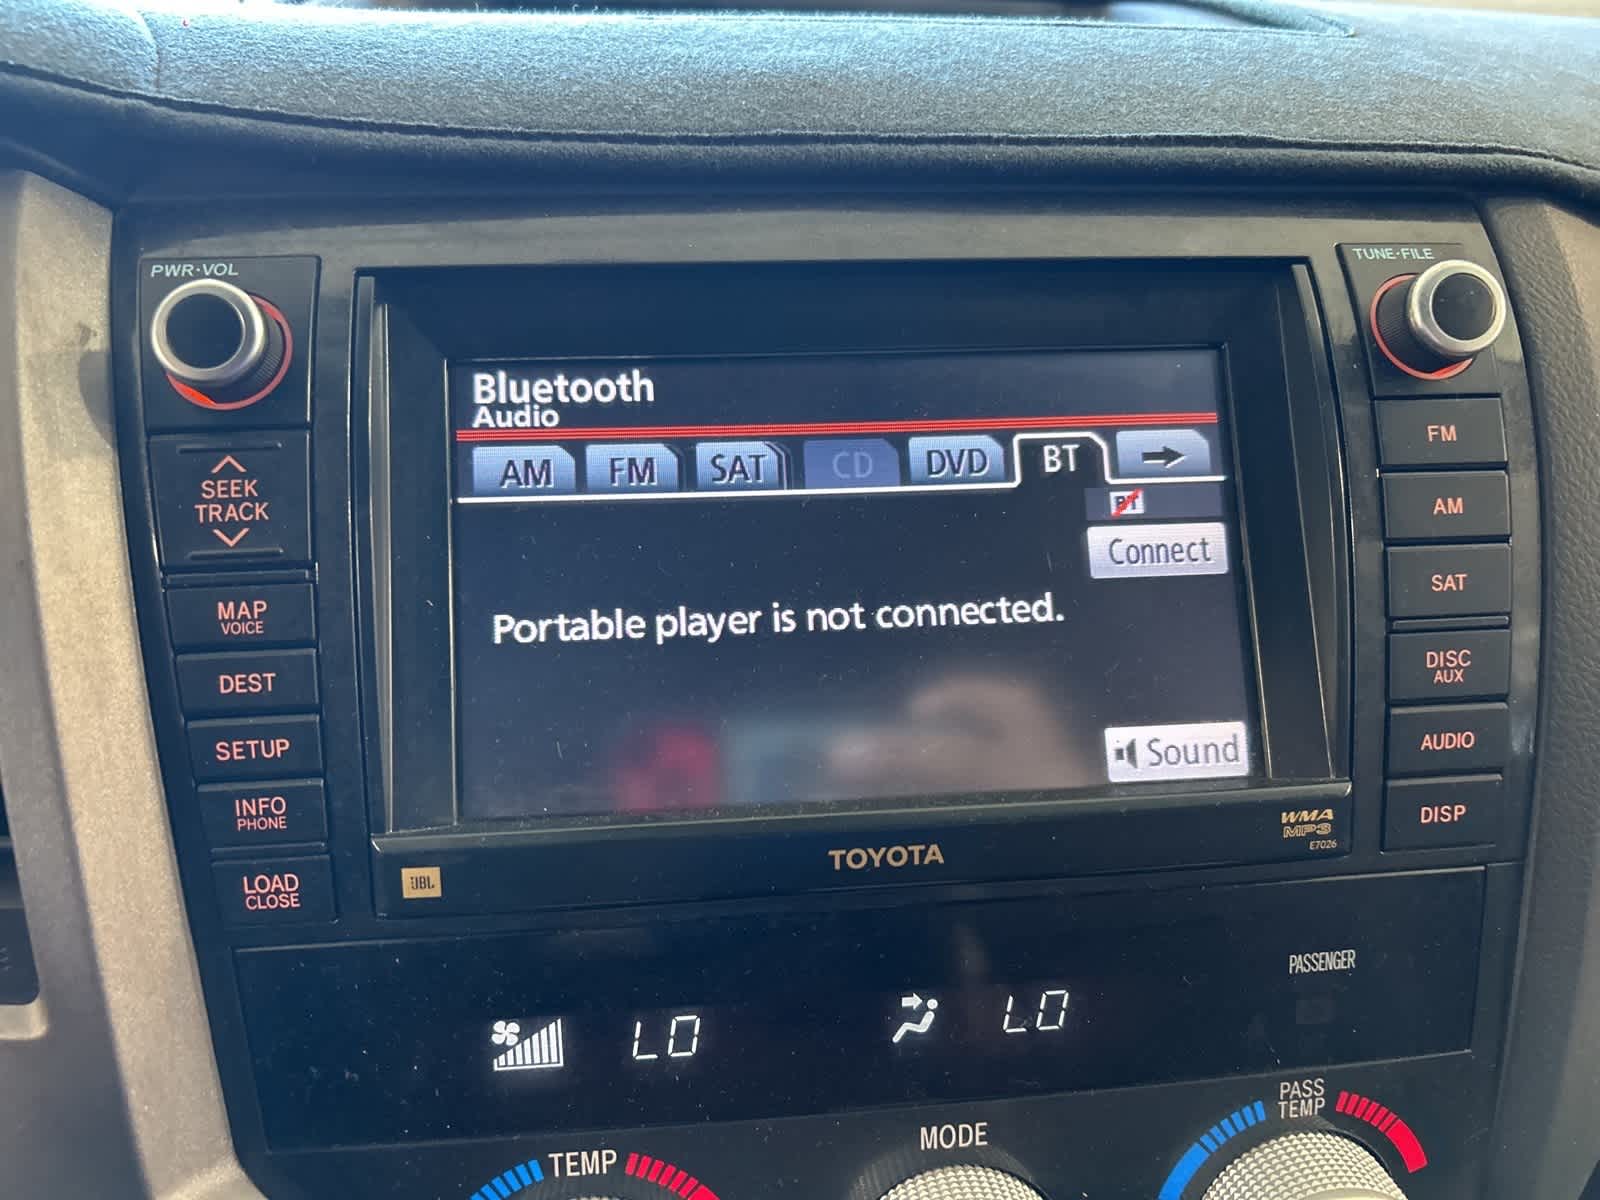 PWR·VOL
TUNE·FILE
Bluetooth
Audio
AM FM SAT CD DVD BT
BT
Connect
Portable player is not connected.
Sound
SEEK
TRACK
MAP
VOICE
DEST
SETUP
INFO
PHONE
LOAD
CLOSE
FM
AM
SAT
DISC
AUX
AUDIO
DISP
JBL
TOYOTA
WMA
MP3
E7026
PASSENGER
LO
LO
TEMP
MODE
PASS
TEMP